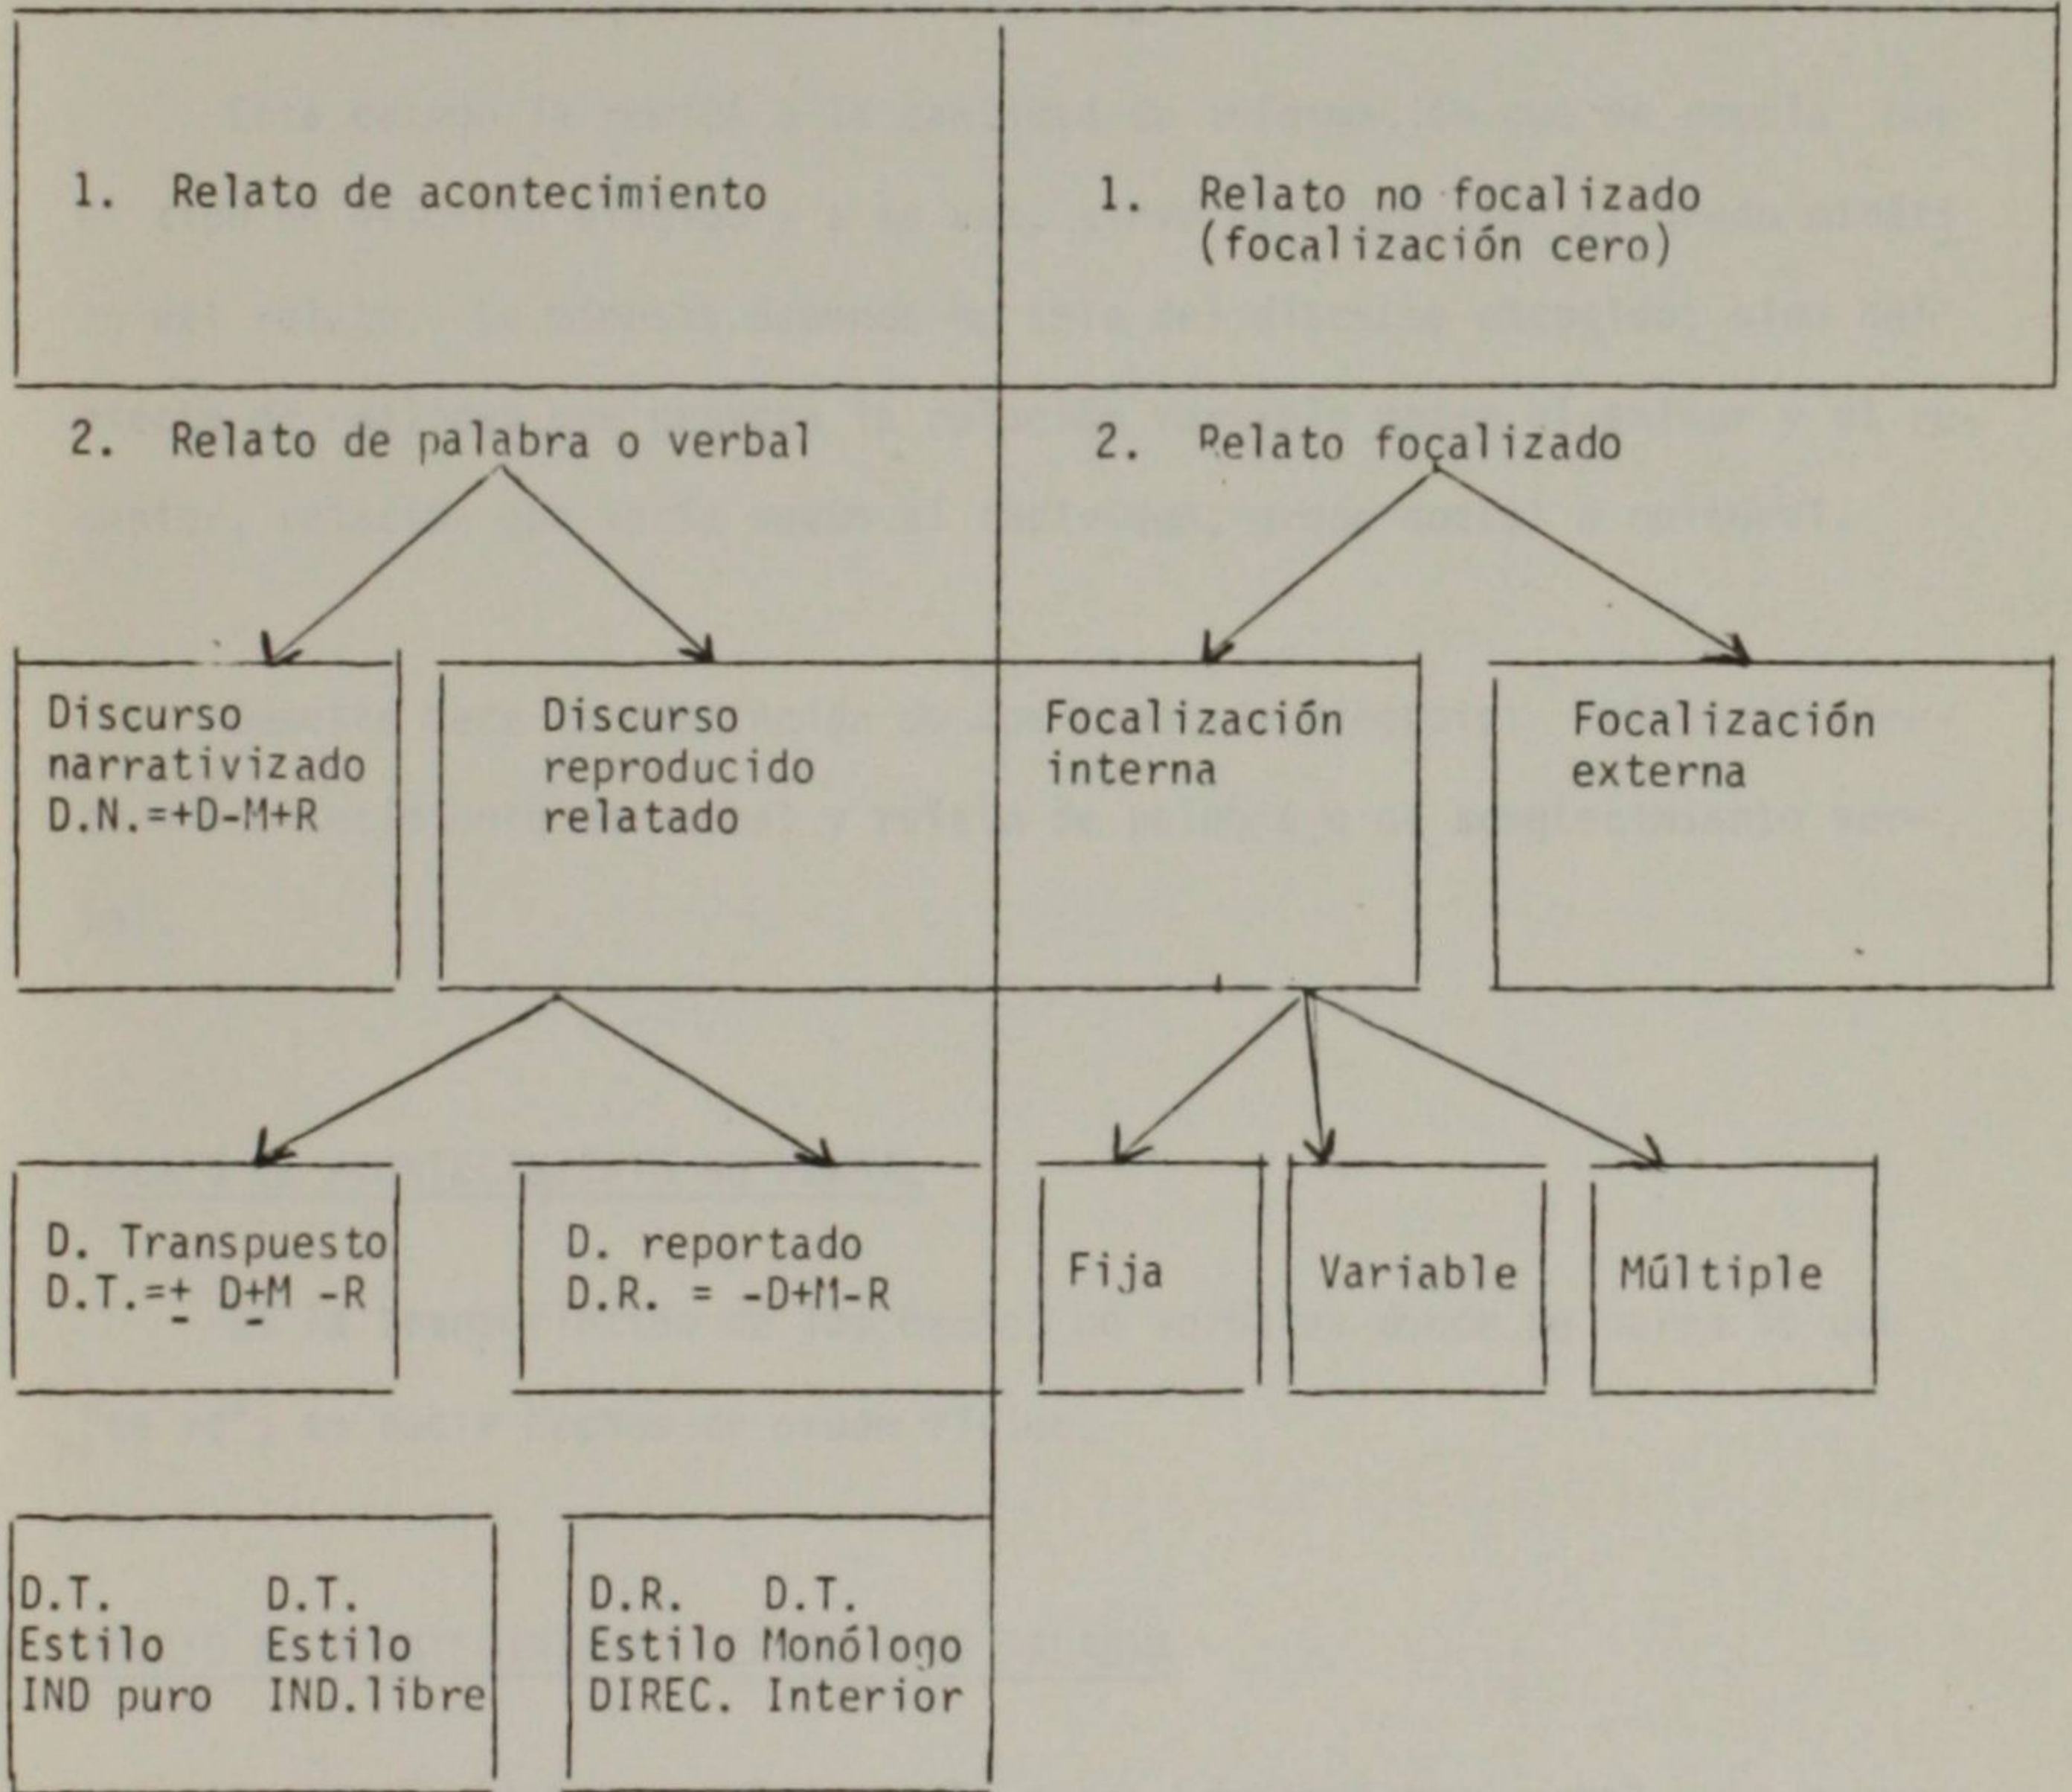 1. Relato de acontecimiento
1. Relato no focalizado
(focalización cero)
2. Relato de palabra o verbal
2. Relato focalizado
Discurso
narrativizado
D.N.=+D-M+R
Discurso
reproducido
relatado
Focalización
interna
Focalización
externa
D. Transpuesto
D.T.=± D±M -R
D. reportado
D.R. = -D+M-R
Fija
Variable
Múltiple
D.T.
Estilo
IND puro
D.T.
Estilo
IND.libre
D.R.
Estilo
DIREC.
D.T.
Monólogo
Interior